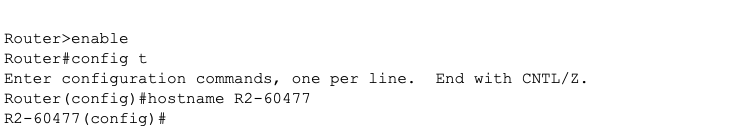 Router>enable
Router#config t
Enter configuration commands, one per line.  End with CNTL/Z.
Router(config)#hostname R2-60477
R2-60477(config)#